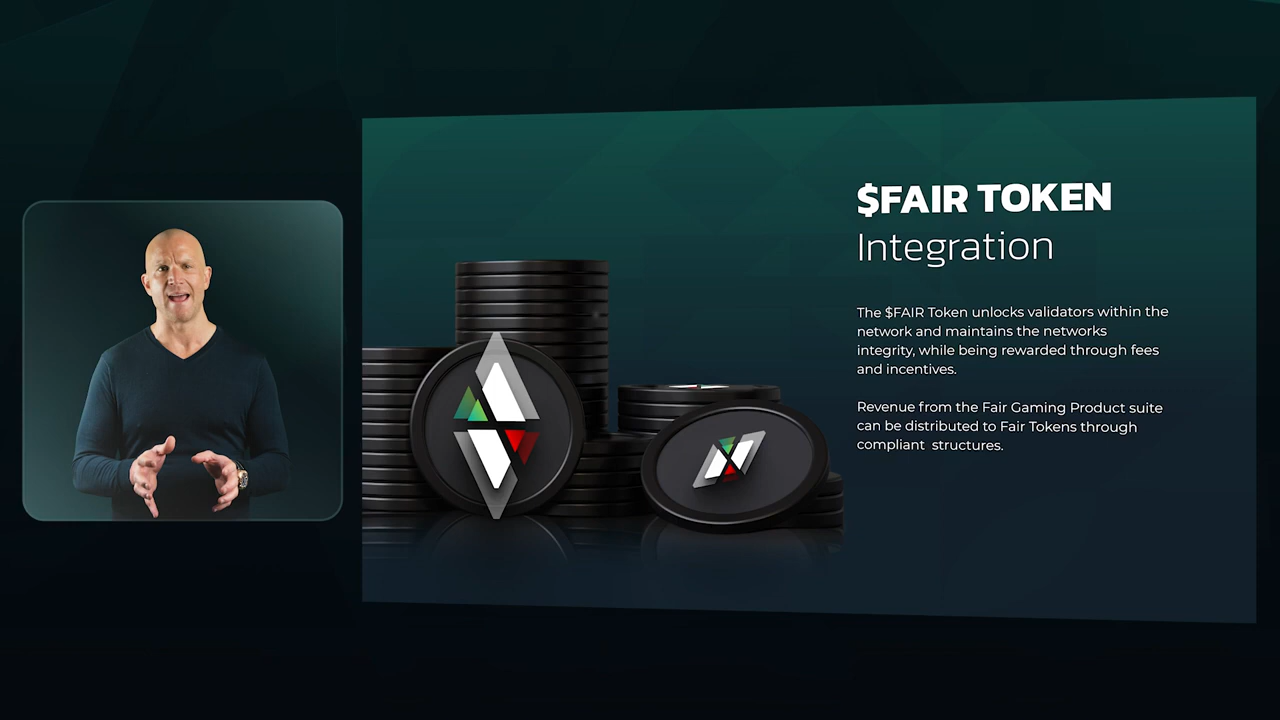 $FAIR TOKEN
Integration
The $FAIR Token unlocks validators within the
network and maintains the networks
integrity, while being rewarded through fees
and incentives.
Revenue from the Fair Gaming Product suite
can be distributed to Fair Tokens through
compliant structures.